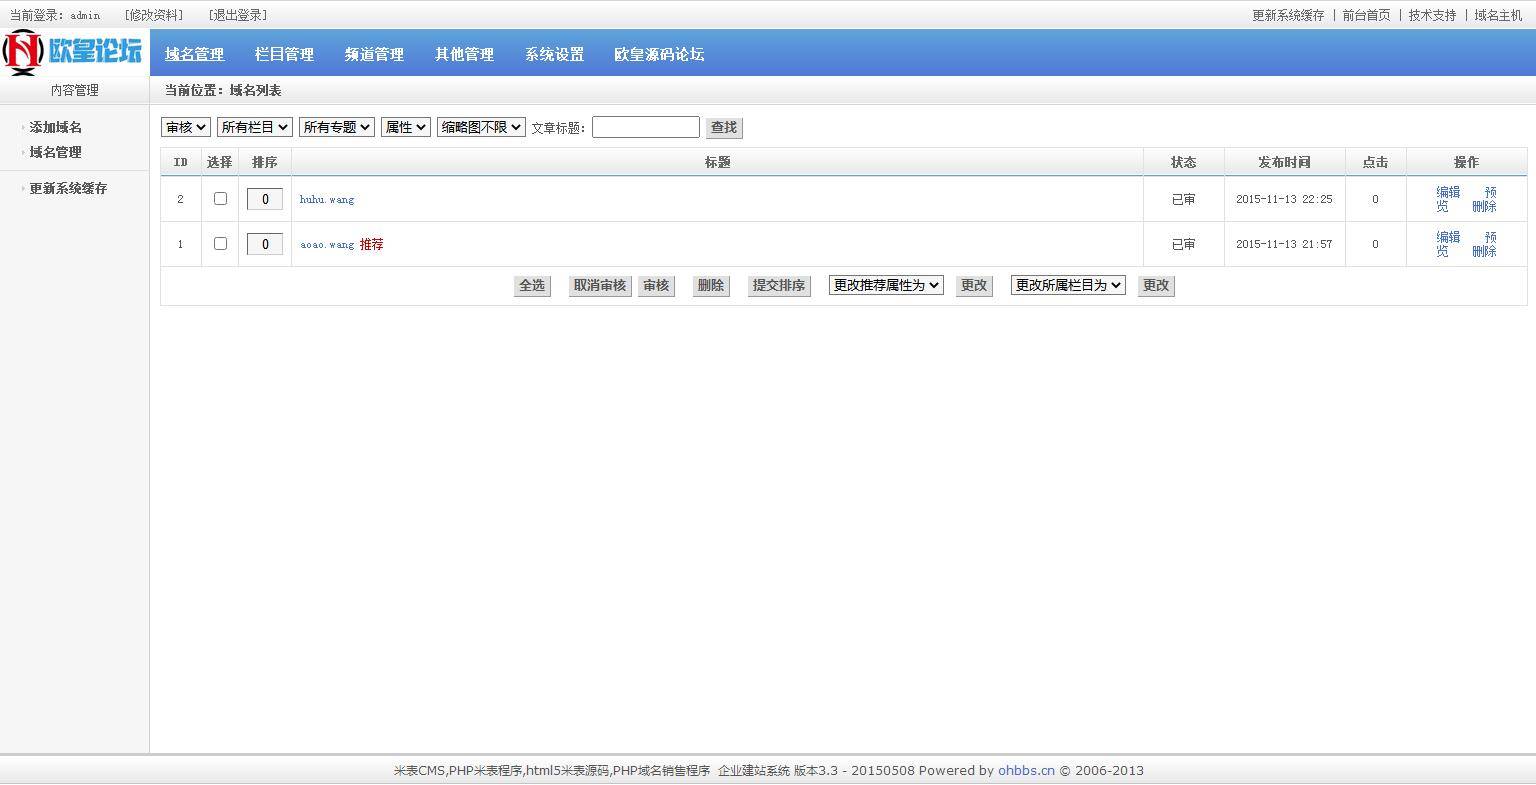 当前登录：admin [修改资料] [退出登录] 更新系统缓存 | 前台首页 | 技术支持 | 域名主机
欧皇论坛 域名管理 栏目管理 频道管理 其他管理 系统设置 欧皇源码论坛
内容管理 当前位置：域名列表
添加域名
域名管理
更新系统缓存
审核 所有栏目 所有专题 属性 缩略图不限 文章标题： 查找
ID 选择 排序 标题 状态 发布时间 点击 操作
2 0 huhu.wang 已审 2015-11-13 22:25 0 编辑 预
览 删除
1 0 aoao.wang 推荐 已审 2015-11-13 21:57 0 编辑 预
览 删除
全选 取消审核 审核 删除 提交排序 更改推荐属性为 更改 更改所属栏目为 更改
米表CMS,PHP米表程序,html5米表源码,PHP域名销售程序 企业建站系统 版本3.3 - 20150508 Powered by ohbbs.cn © 2006-2013